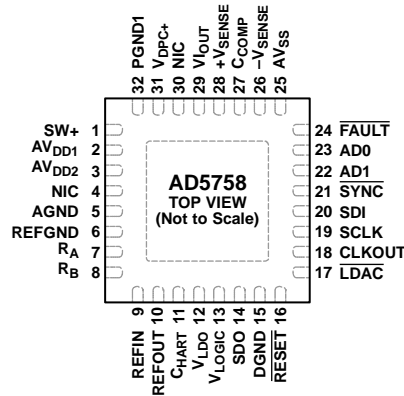 32 PGND1
31 VDPC+
30 NIC
29 VIOUT
28 +VSENSE
27 CCOMP
26 −VSENSE
25 AVSS
SW+ 1
AVDD1 2
AVDD2 3
NIC 4
AGND 5
REFGND 6
RA 7
RB 8
AD5758
TOP VIEW
(Not to Scale)
24 FAULT
23 AD0
22 AD1
21 SYNC
20 SDI
19 SCLK
18 CLKOUT
17 LDAC
REFIN 9
REFOUT 10
CHART 11
VLDO 12
VLOGIC 13
SDO 14
DGND 15
RESET 16